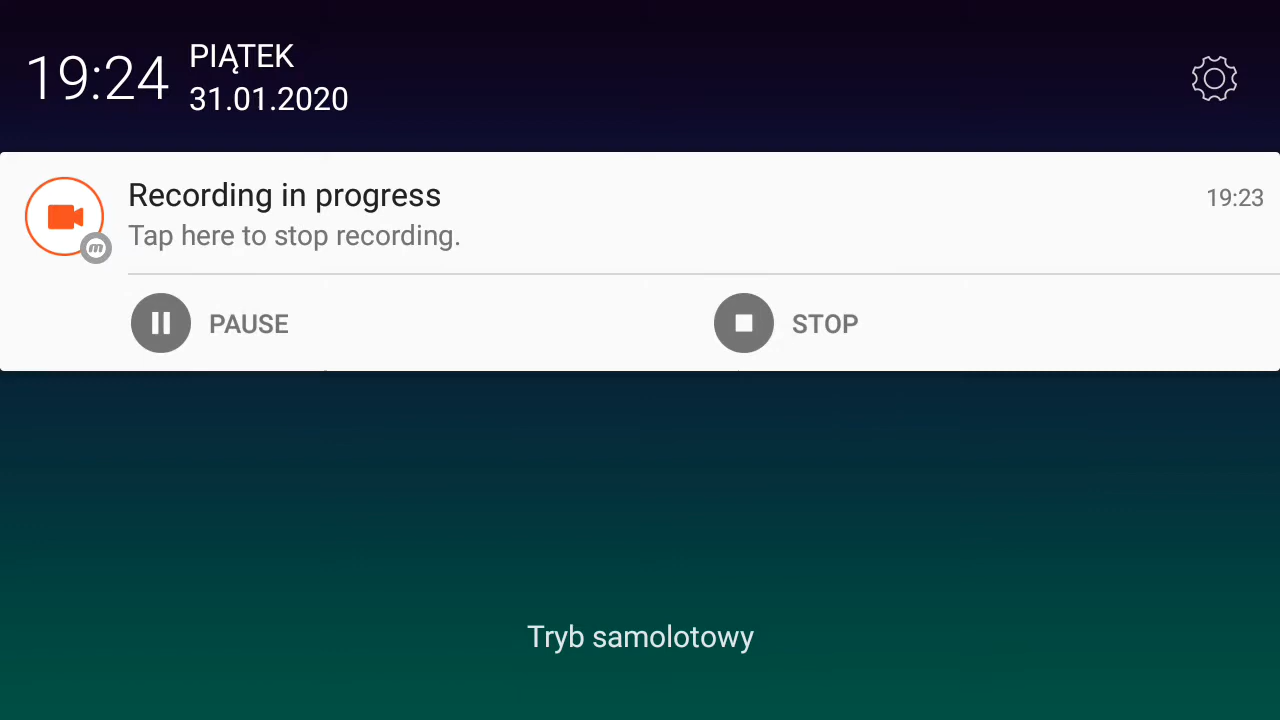 19:24
PIĄTEK
31.01.2020
Recording in progress
19:23
Tap here to stop recording.
PAUSE
STOP
Tryb samolotowy